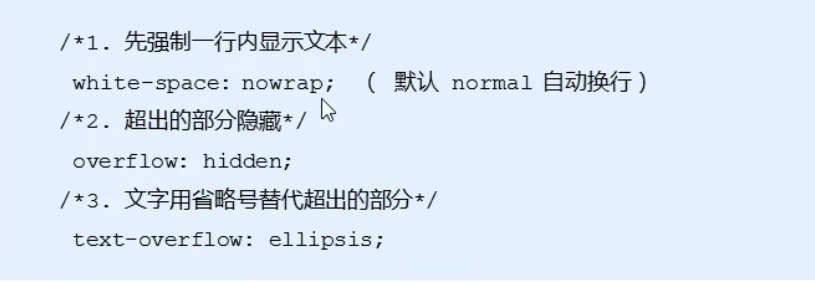 /*1. 先强制一行内显示文本*/
white-space: nowrap; ( 默认 normal 自动换行 )
/*2. 超出的部分隐藏*/
overflow: hidden;
/*3. 文字用省略号替代超出的部分*/
text-overflow: ellipsis;